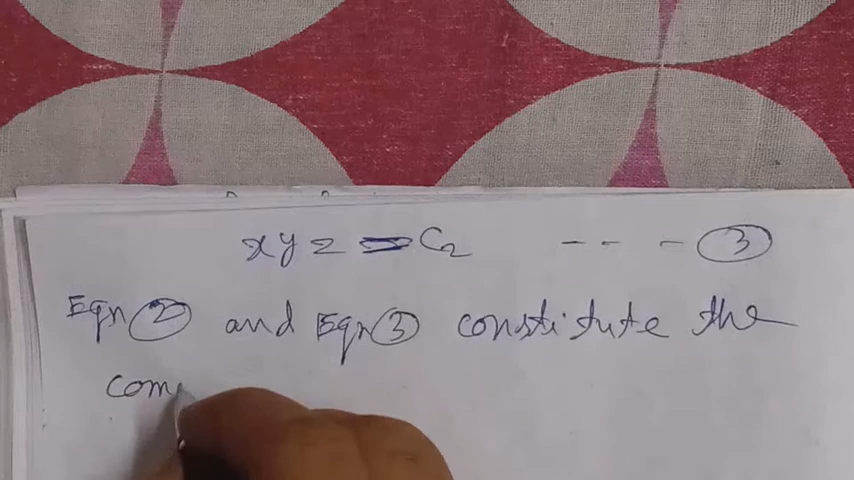 xyz = C₂ --- ③
Eqn ② and Eqn ③ constitute the
com